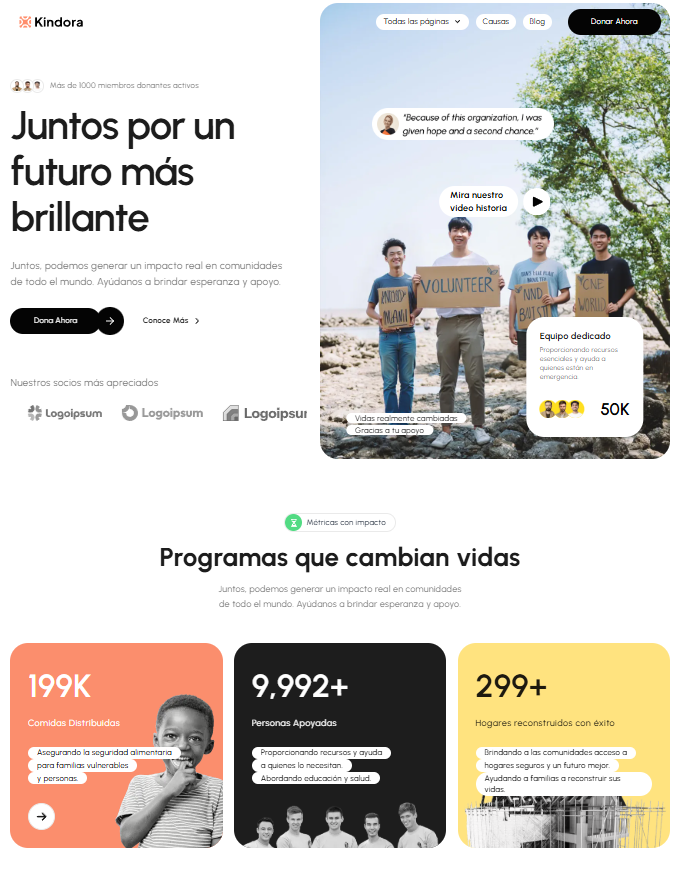 Kindora
Todas las páginas
Causas
Blog
Donar Ahora
Más de 1000 miembros donantes activos
Juntos por un
futuro más
brillante
Juntos, podemos generar un impacto real en comunidades
de todo el mundo. Ayúdanos a brindar esperanza y apoyo.
Dona Ahora
Conoce Más
Nuestros socios más apreciados
Logoipsum
Logoipsum
Logoipsum
"Because of this organization, I was
given hope and a second chance."
Mira nuestro
video historia
VOLUNTEER
ONE
WORLD
Equipo dedicado
Proporcionando recursos
esenciales y ayuda a
quienes están en
emergencia.
50K
Vidas realmente cambiadas
Gracias a tu apoyo
Métricas con impacto
Programas que cambian vidas
Juntos, podemos generar un impacto real en comunidades
de todo el mundo. Ayúdanos a brindar esperanza y apoyo.
199K
Comidas Distribuidas
Asegurando la seguridad alimentaria
para familias vulnerables
y personas.
9,992+
Personas Apoyadas
Proporcionando recursos y ayuda
a quienes lo necesitan.
Abordando educación y salud.
299+
Hogares reconstruidos con éxito
Brindando a las comunidades acceso a
hogares seguros y un futuro mejor.
Ayudando a familias a reconstruir sus
vidas.